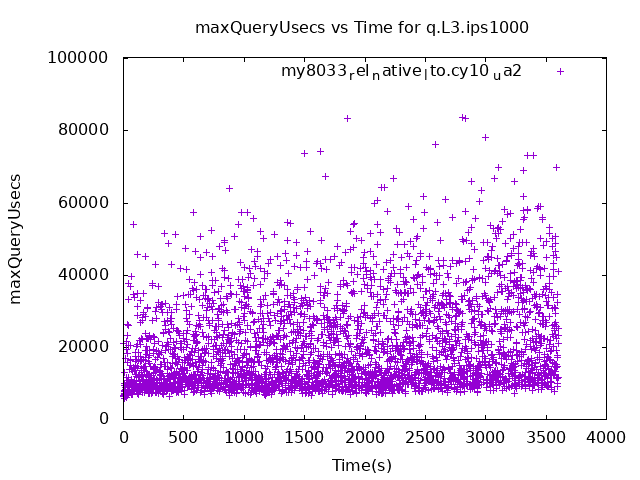 maxQueryUsecs vs Time for q.L3.ips1000
100000
my8033relnative_lto.cy10_ua2
80000
60000
maxQueryUsecs
40000
20000
0
0 500 1000 1500 2000 2500 3000 3500 4000
Time(s)